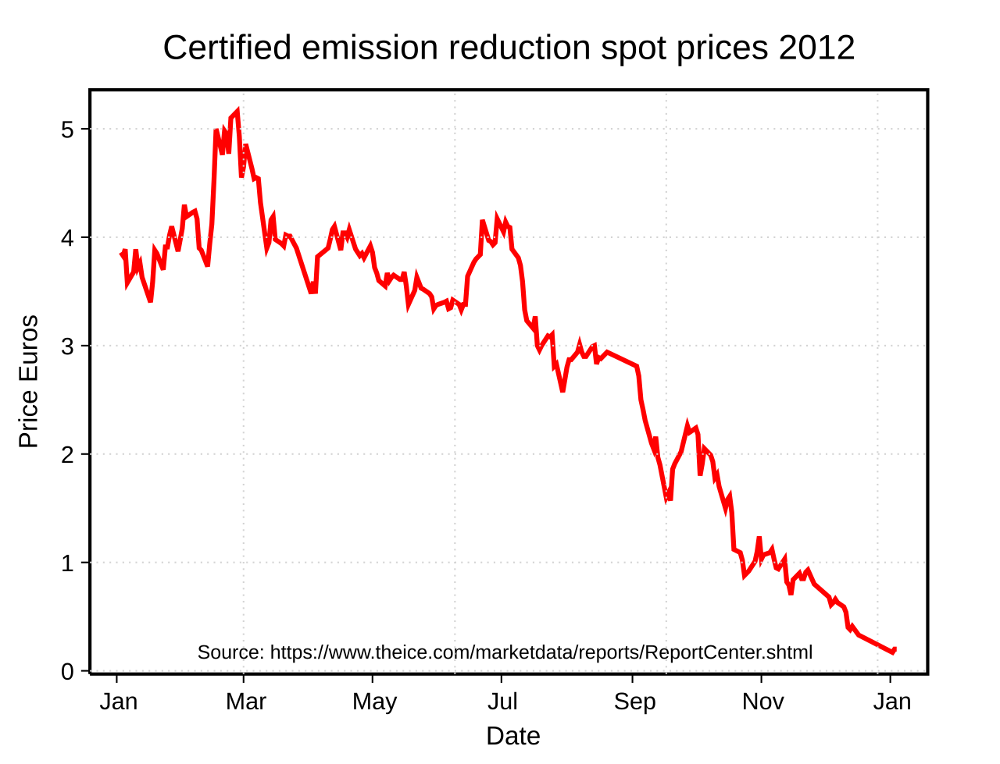 Certified emission reduction spot prices 2012
5
4
3
2
1
0
Price Euros
Source: https://www.theice.com/marketdata/reports/ReportCenter.shtml
Jan Mar May Jul Sep Nov Jan
Date